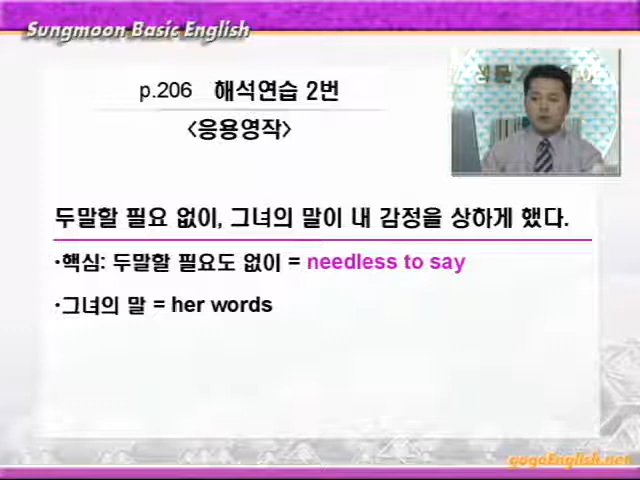 Sungmoon Basic English
p.206 해석연습 2번
<응용영작>
두말할 필요 없이, 그녀의 말이 내 감정을 상하게 했다.
·핵심: 두말할 필요도 없이 = needless to say
·그녀의 말 = her words
gogoEnglish.net